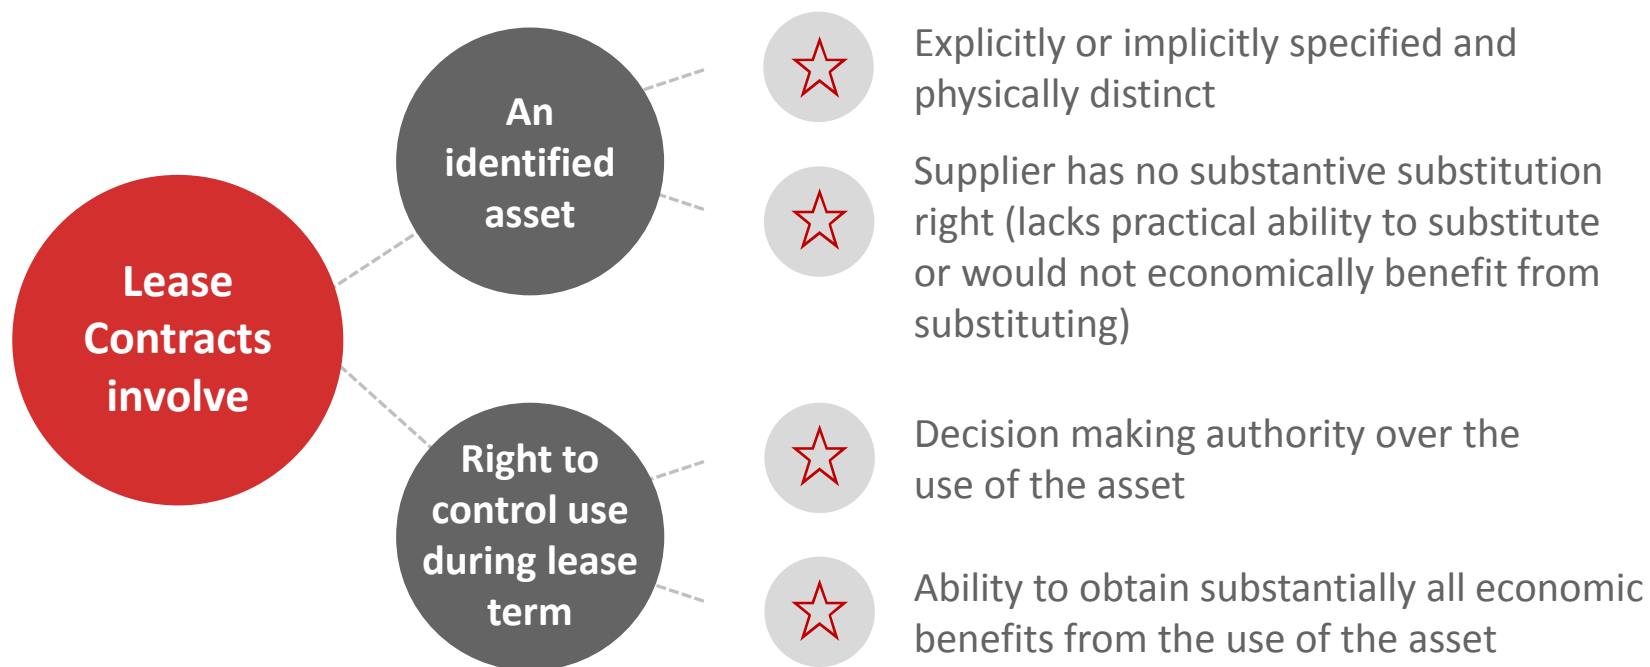 Lease
Contracts
involve
An
identified
asset
Explicitly or implicitly specified and
physically distinct
Supplier has no substantive substitution
right (lacks practical ability to substitute
or would not economically benefit from
substituting)
Right to
control use
during lease
term
Decision making authority over the
use of the asset
Ability to obtain substantially all economic
benefits from the use of the asset